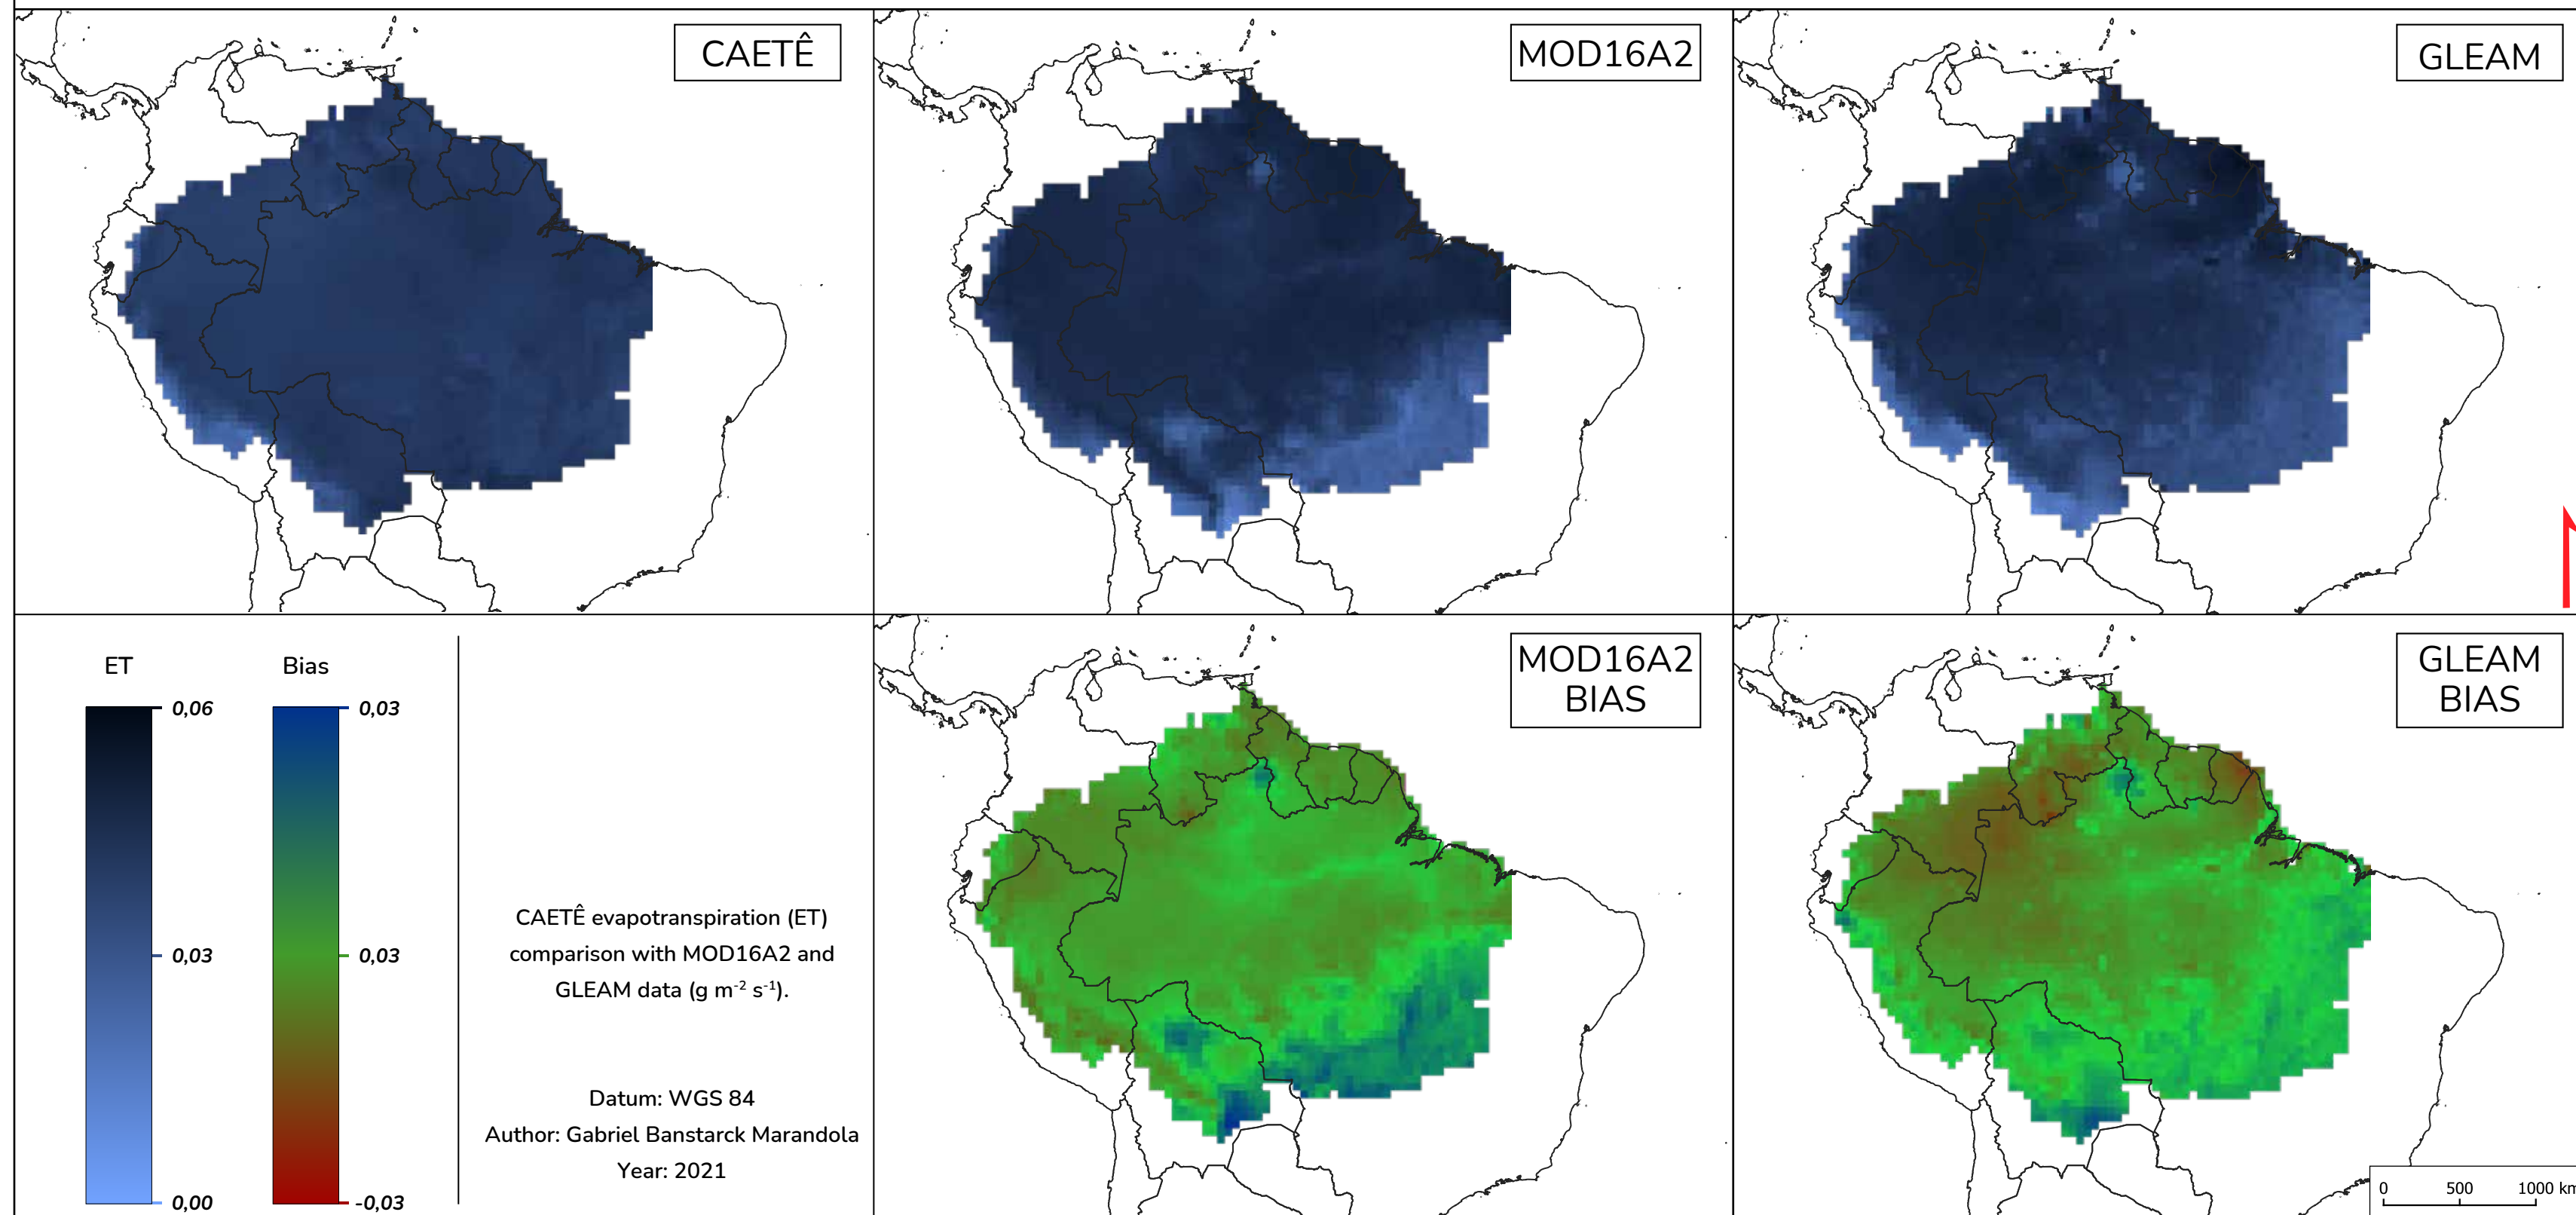 CAETÊ
MOD16A2
GLEAM
ET
Bias
0,06
0,03
0,00
0,03
0,03
-0,03
CAETÊ evapotranspiration (ET)
comparison with MOD16A2 and
GLEAM data (g m⁻² s⁻¹).
Datum: WGS 84
Author: Gabriel Banstarck Marandola
Year: 2021
MOD16A2
BIAS
GLEAM
BIAS
0 500 1000 km